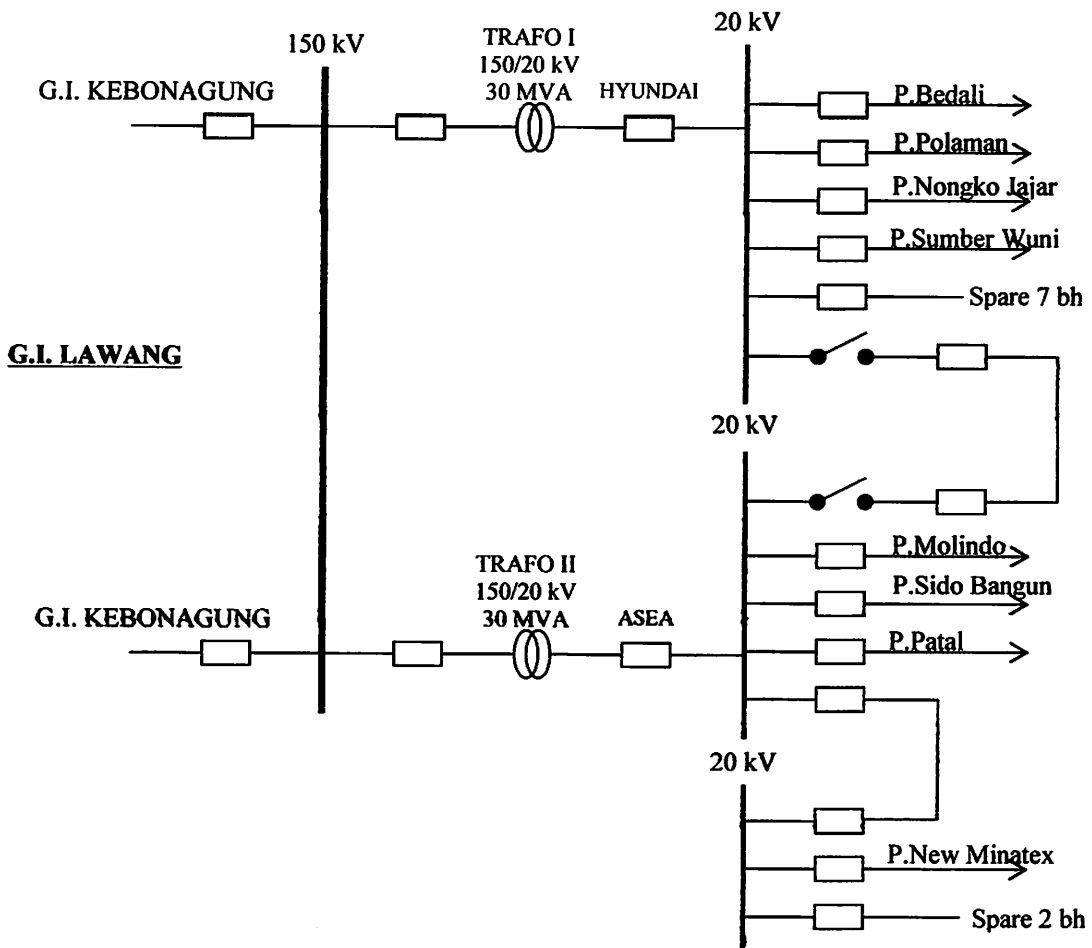 150 kV
20 kV
TRAFO I
150/20 kV
30 MVA
HYUNDAI
G.I. KEBONAGUNG
P.Bedali
P.Polaman
P.Nongko Jajar
P.Sumber Wuni
Spare 7 bh
G.I. LAWANG
20 kV
P.Molindo
TRAFO II
150/20 kV
30 MVA
ASEA
G.I. KEBONAGUNG
P.Sido Bangun
P.Patal
20 kV
P.New Minatex
Spare 2 bh